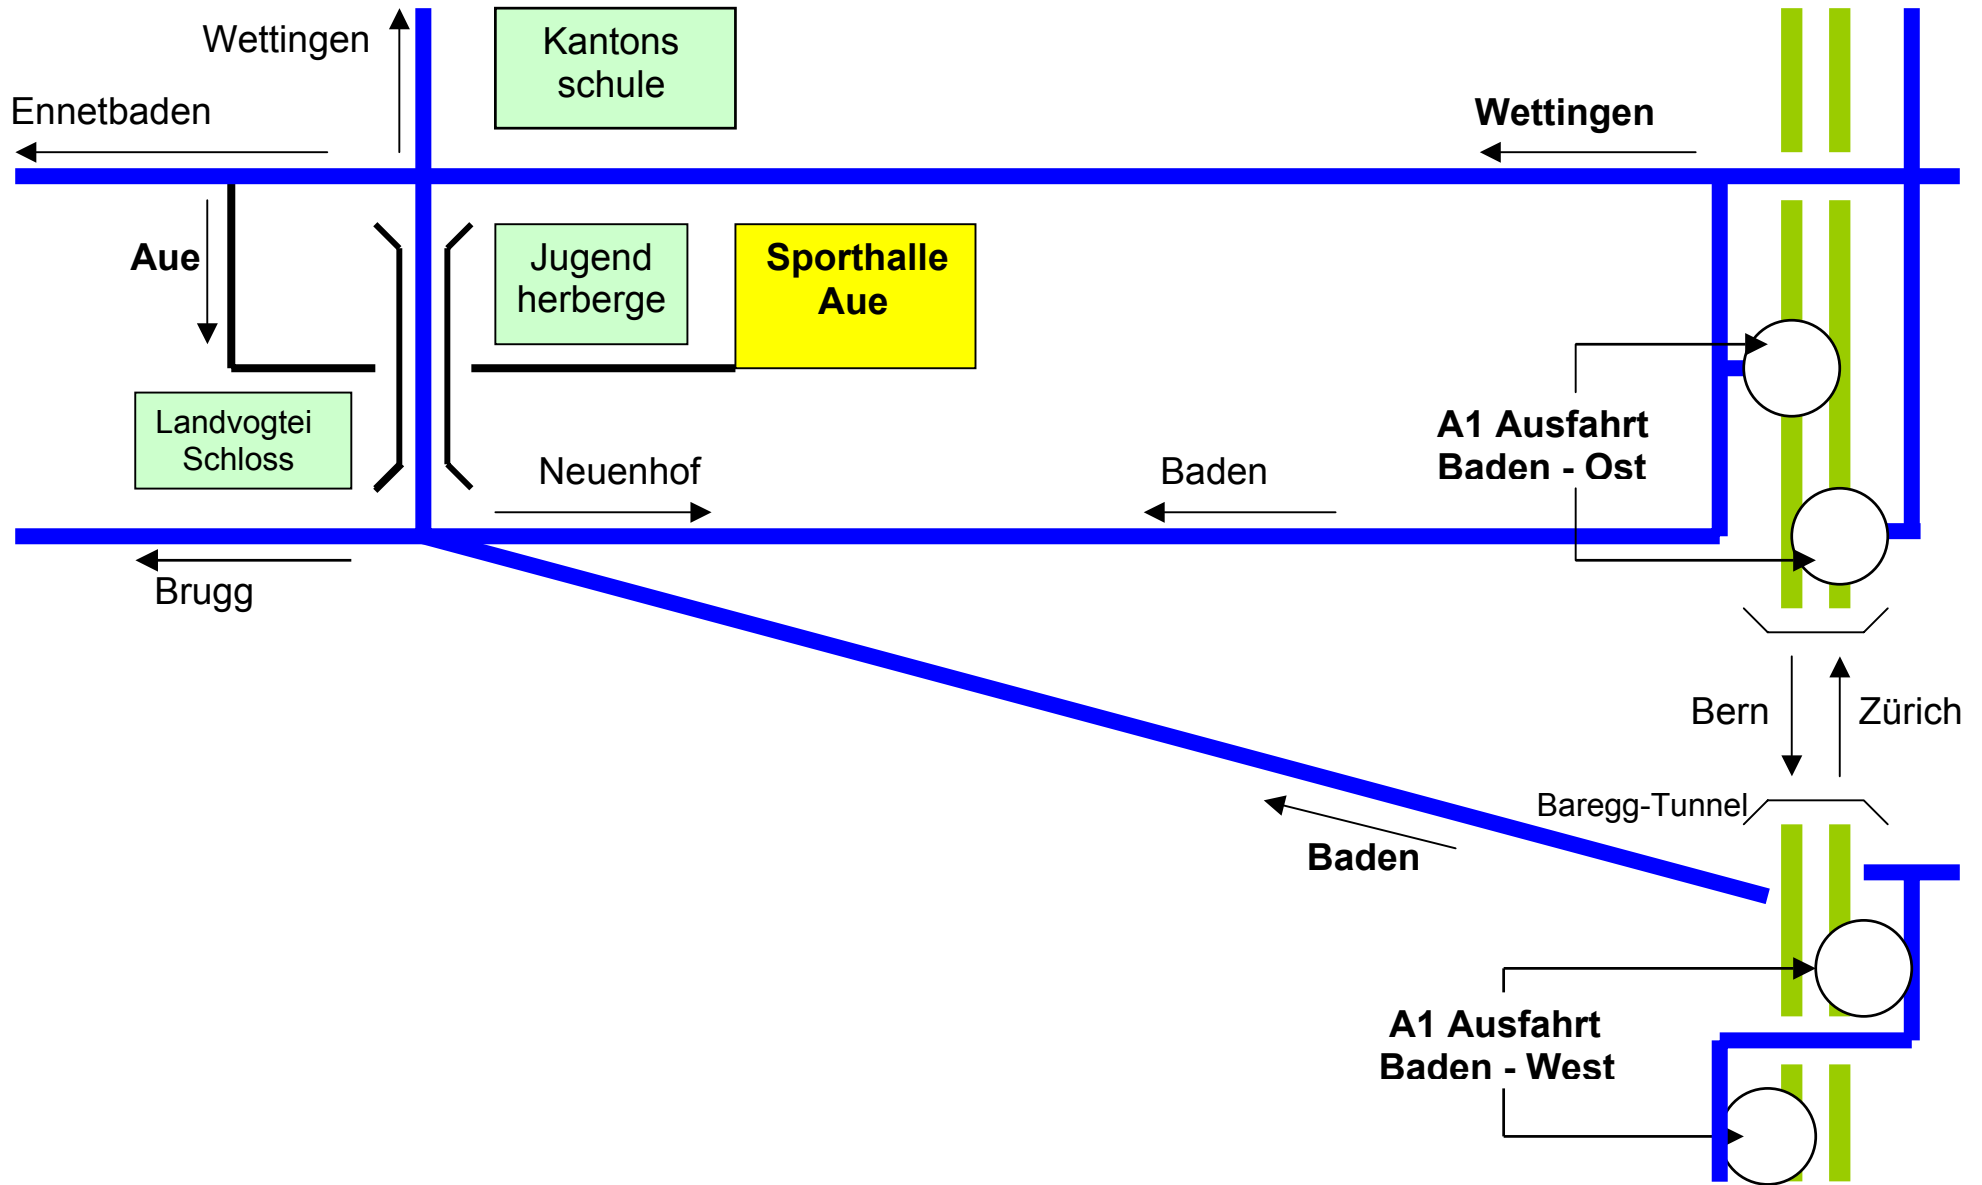 Wettingen
Kantons
schule
Ennetbaden
Wettingen
Aue
Jugend
herberge
Sporthalle
Aue
Landvogtei
Schloss
A1 Ausfahrt
Baden - Ost
Neuenhof
Baden
Brugg
Bern
Zürich
Baregg-Tunnel
Baden
A1 Ausfahrt
Baden - West